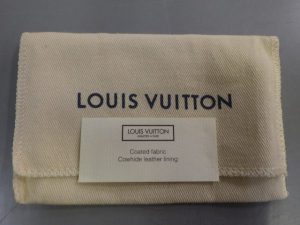 LOUIS VUITTON
LOUIS VUITTON
Coated fabric
Cowhide leather lining